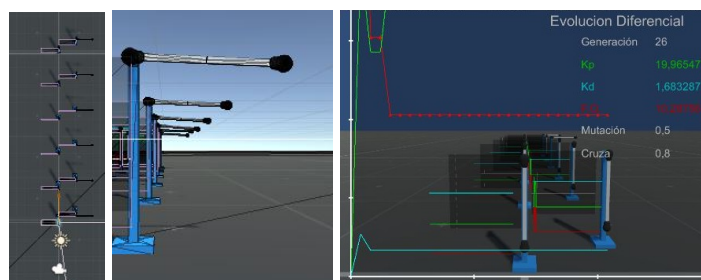 Evolucion Diferencial
Generación 26
Kp 19,96547
Kd 1,683287
Mutación 0,5
Cruza 0,8